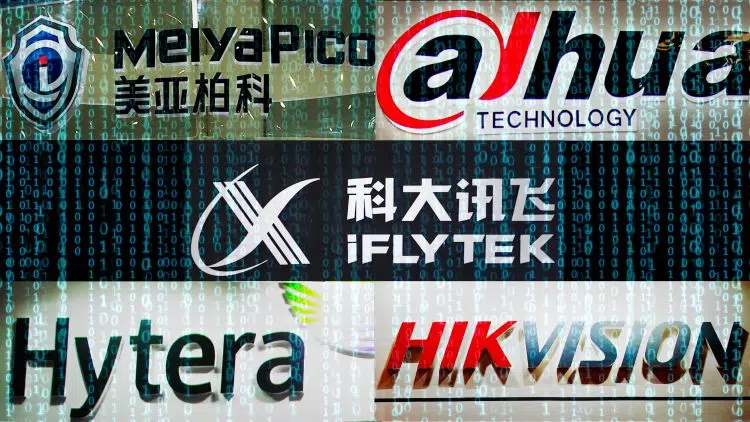 MeiyaPico
美亚柏科
alhua
TECHNOLOGY
科大讯飞
iFLYTEK
Hytera
HIKVISION